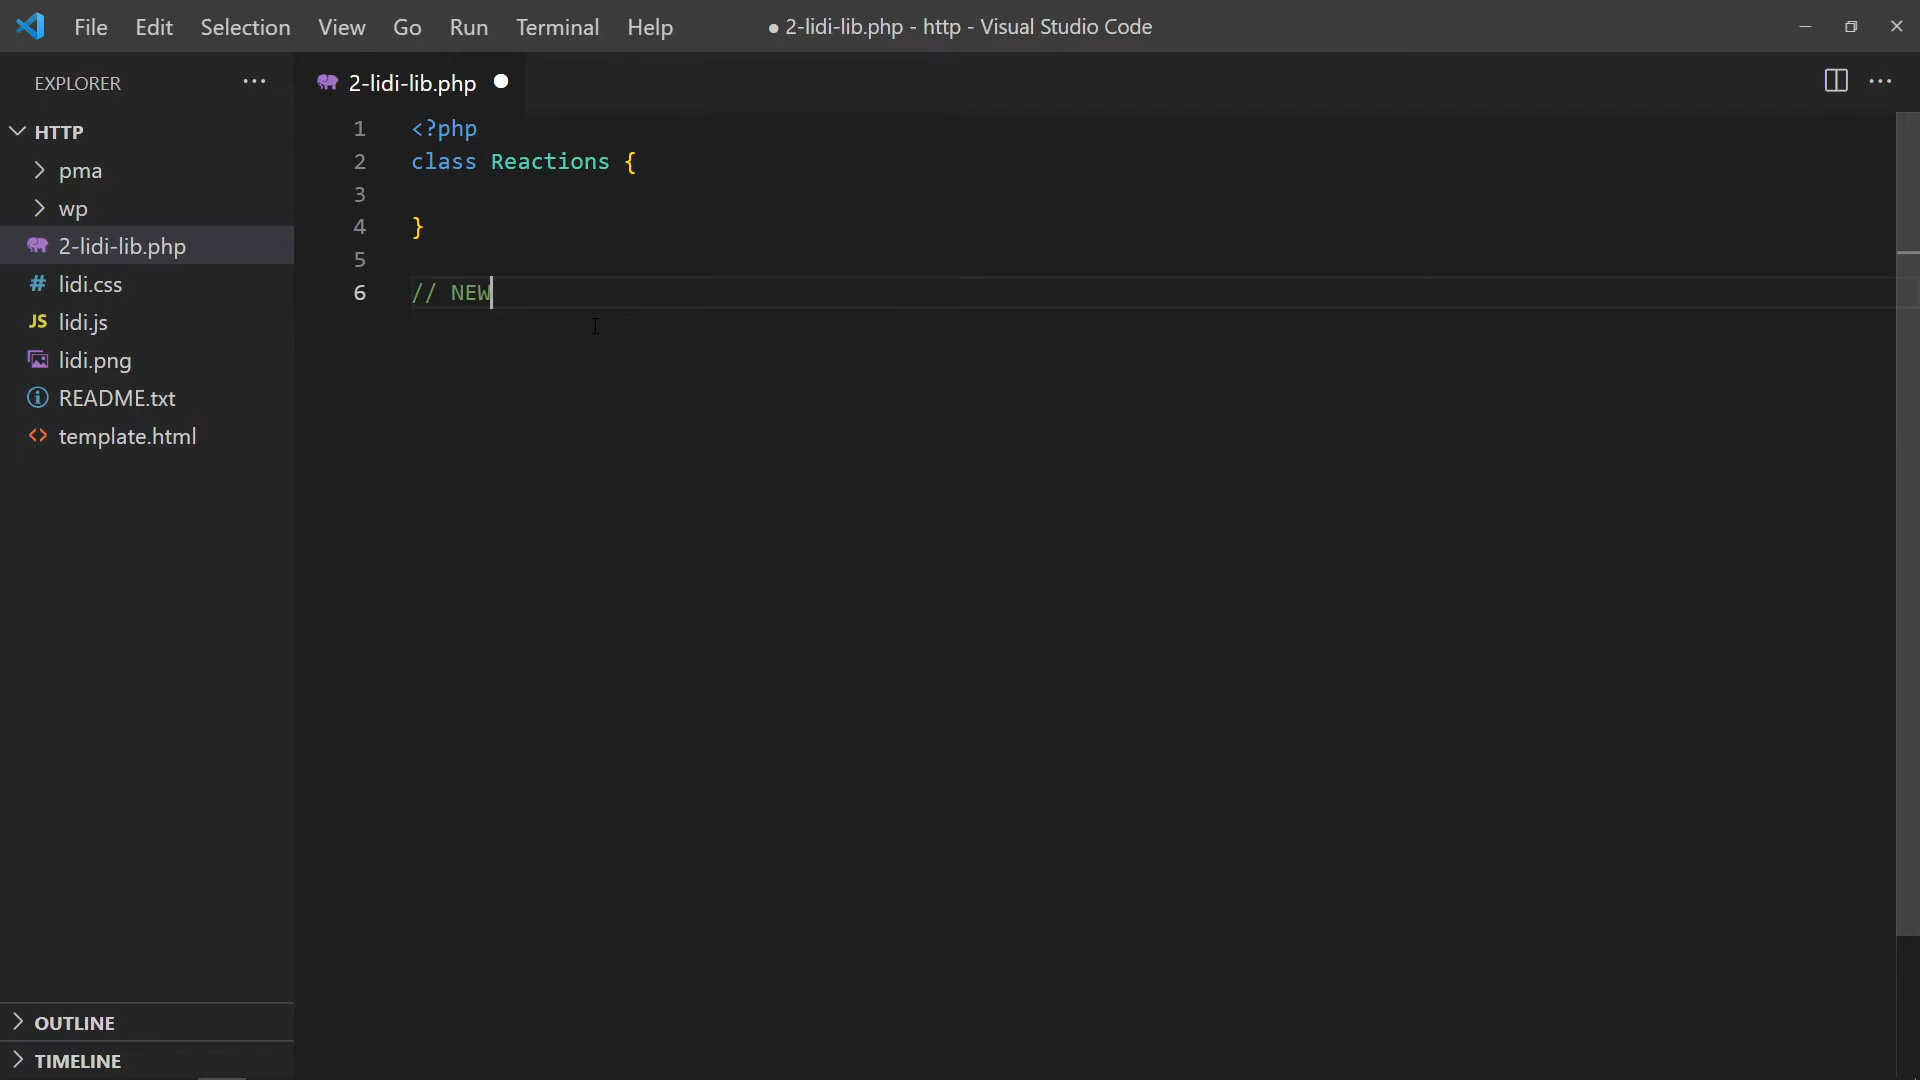 File Edit Selection View Go Run Terminal Help
● 2-lidi-lib.php - http - Visual Studio Code
EXPLORER
HTTP
pma
wp
2-lidi-lib.php
# lidi.css
JS lidi.js
lidi.png
README.txt
<> template.html
OUTLINE
TIMELINE
2-lidi-lib.php
1 <?php
2 class Reactions {
3
4 }
5
6 // NEW